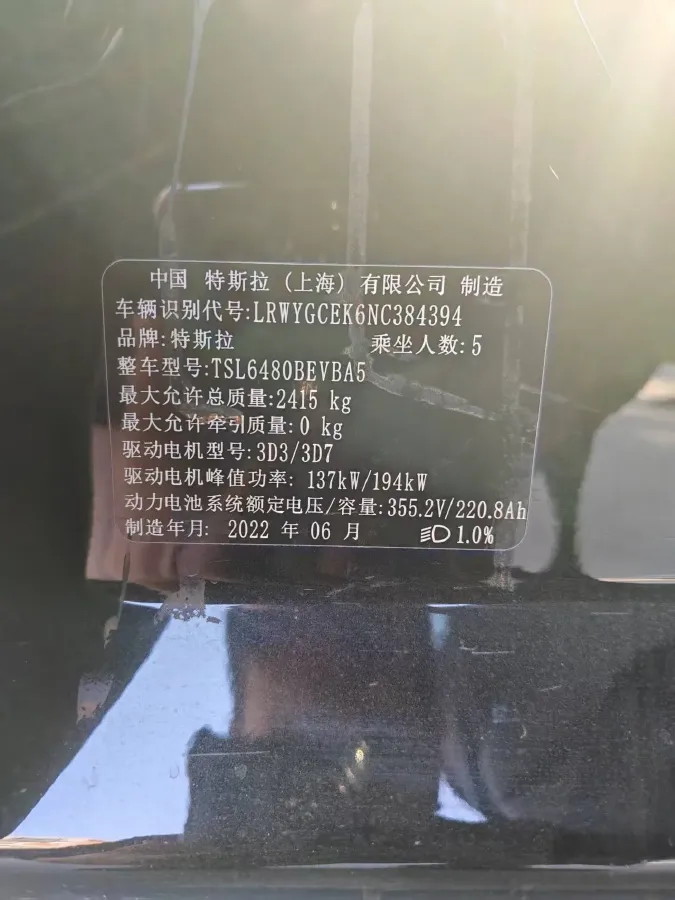 中国 特斯拉 (上海) 有限公司 制造
车辆识别代号:LRWYGCEK6NC384394
品牌:特斯拉 乘坐人数:5
整车型号:TSL6480BEVBA5
最大允许总质量:2415 kg
最大允许牵引质量:0 kg
驱动电机型号:3D3/3D7
驱动电机峰值功率: 137kW/194kW
动力电池系统额定电压/容量:355.2V/220.8Ah
制造年月: 2022 年 06 月 1.0%